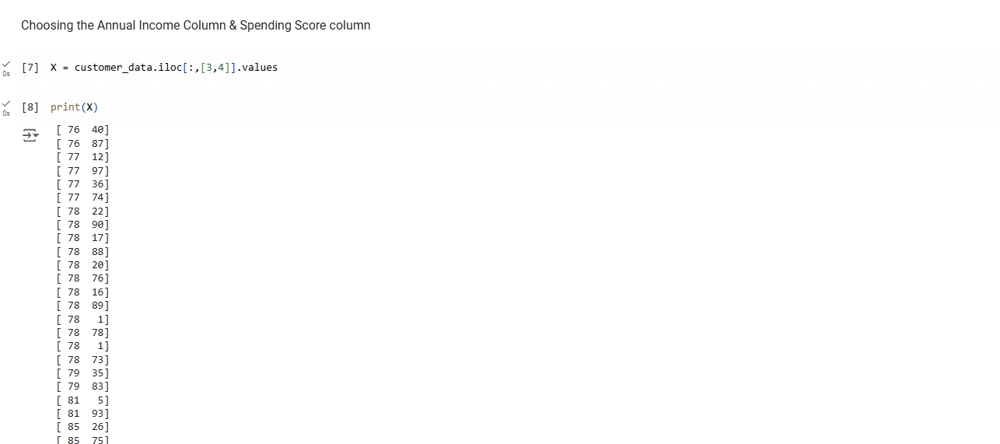 Choosing the Annual Income Column & Spending Score column
0s [7] X = customer_data.iloc[:,[3,4]].values
0s [8] print(X)
[ 76  40]
[ 76  87]
[ 77  12]
[ 77  97]
[ 77  36]
[ 77  74]
[ 78  22]
[ 78  90]
[ 78  17]
[ 78  88]
[ 78  20]
[ 78  76]
[ 78  16]
[ 78  89]
[ 78   1]
[ 78  78]
[ 78   1]
[ 78  73]
[ 79  35]
[ 79  83]
[ 81   5]
[ 81  93]
[ 85  26]
[ 85  75]